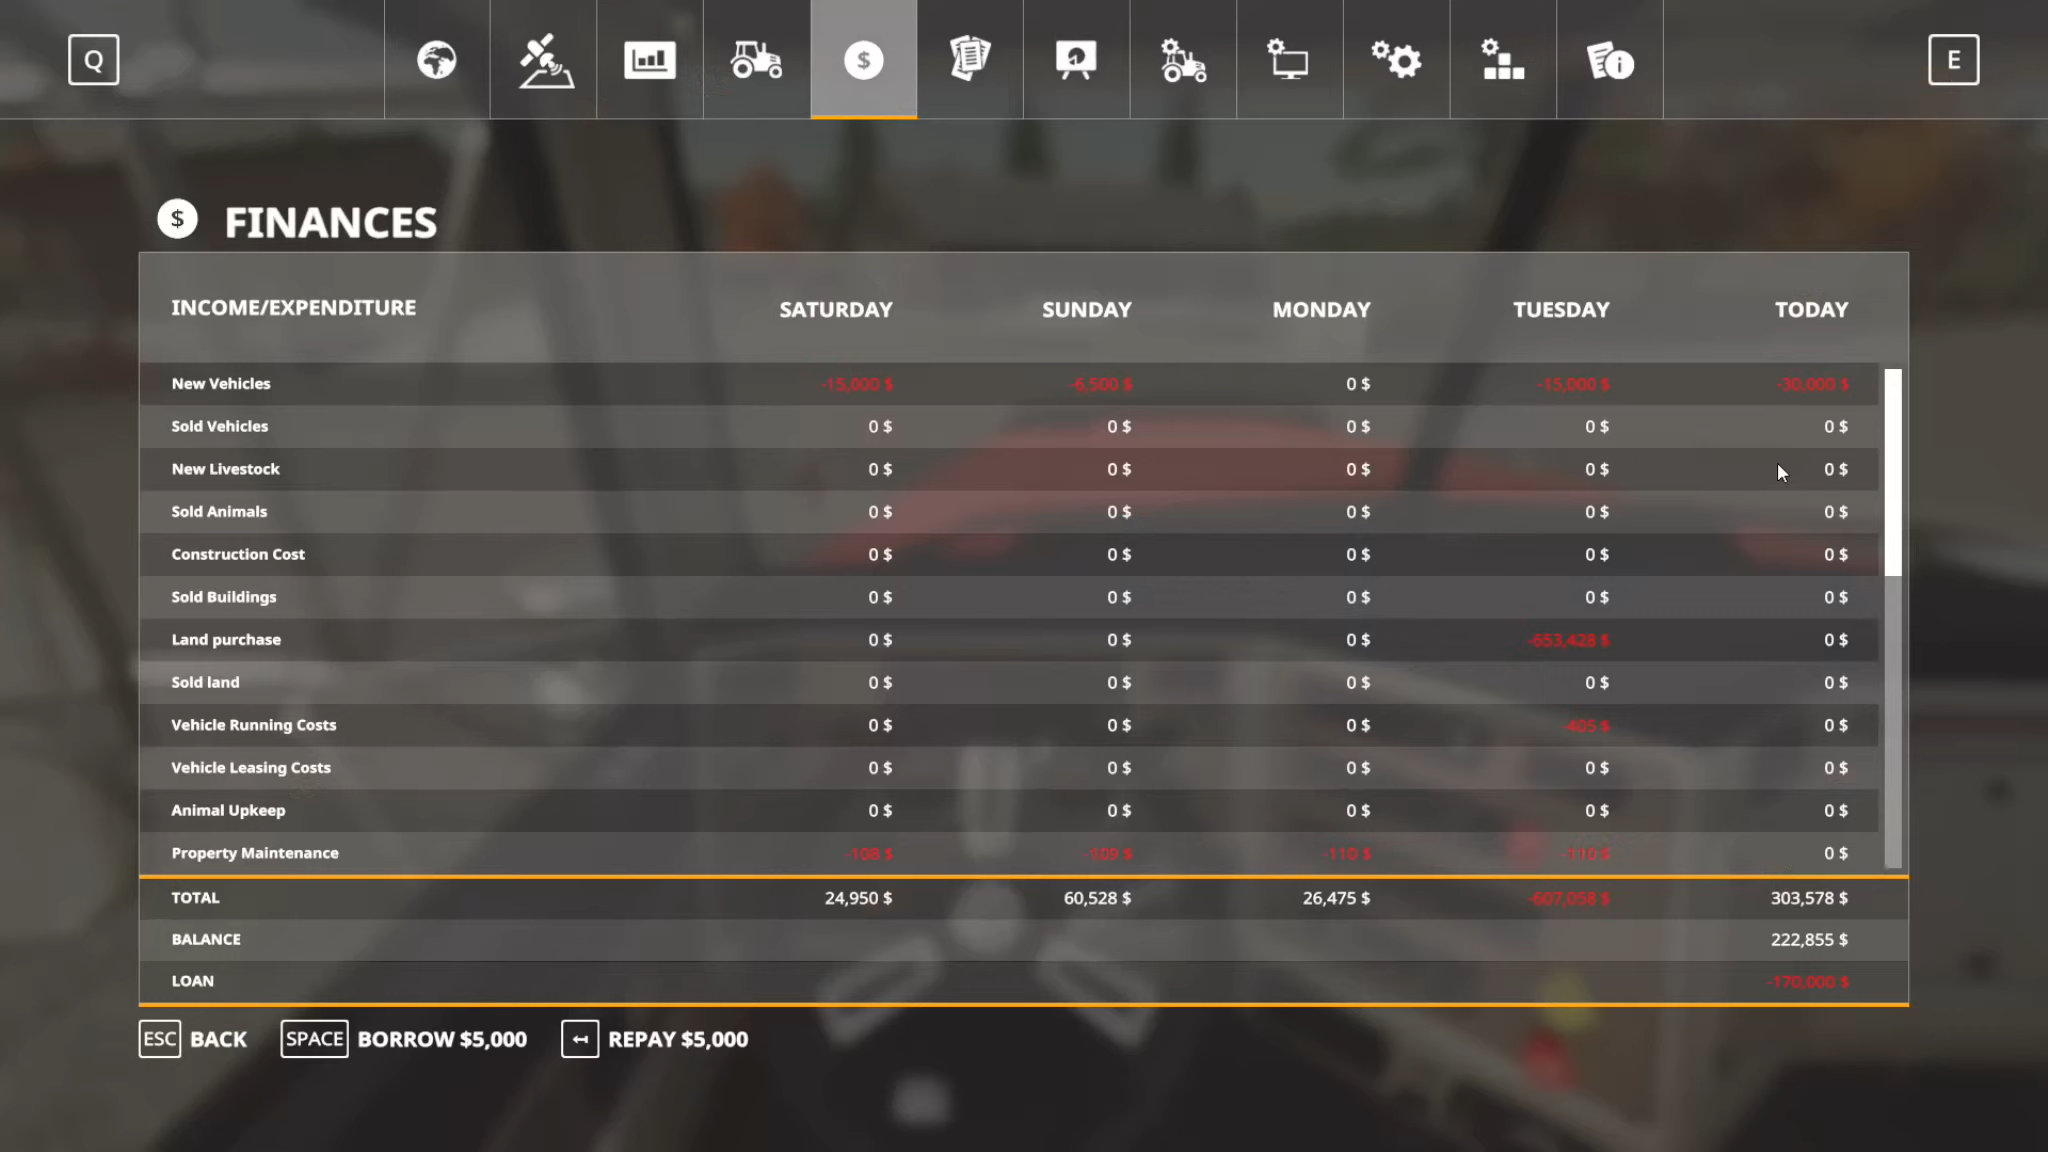 Q
E
$
$ FINANCES
INCOME/EXPENDITURE SATURDAY SUNDAY MONDAY TUESDAY TODAY
New Vehicles -15,000 $ -6,500 $ 0 $ -15,000 $ -30,000 $
Sold Vehicles 0 $ 0 $ 0 $ 0 $ 0 $
New Livestock 0 $ 0 $ 0 $ 0 $ 0 $
Sold Animals 0 $ 0 $ 0 $ 0 $ 0 $
Construction Cost 0 $ 0 $ 0 $ 0 $ 0 $
Sold Buildings 0 $ 0 $ 0 $ 0 $ 0 $
Land purchase 0 $ 0 $ 0 $ -653,428 $ 0 $
Sold land 0 $ 0 $ 0 $ 0 $ 0 $
Vehicle Running Costs 0 $ 0 $ 0 $ -405 $ 0 $
Vehicle Leasing Costs 0 $ 0 $ 0 $ 0 $ 0 $
Animal Upkeep 0 $ 0 $ 0 $ 0 $ 0 $
Property Maintenance -108 $ -109 $ -110 $ -110 $ 0 $
TOTAL 24,950 $ 60,528 $ 26,475 $ -607,058 $ 303,578 $
BALANCE 222,855 $
LOAN -170,000 $
ESC BACK SPACE BORROW $5,000 REPAY $5,000